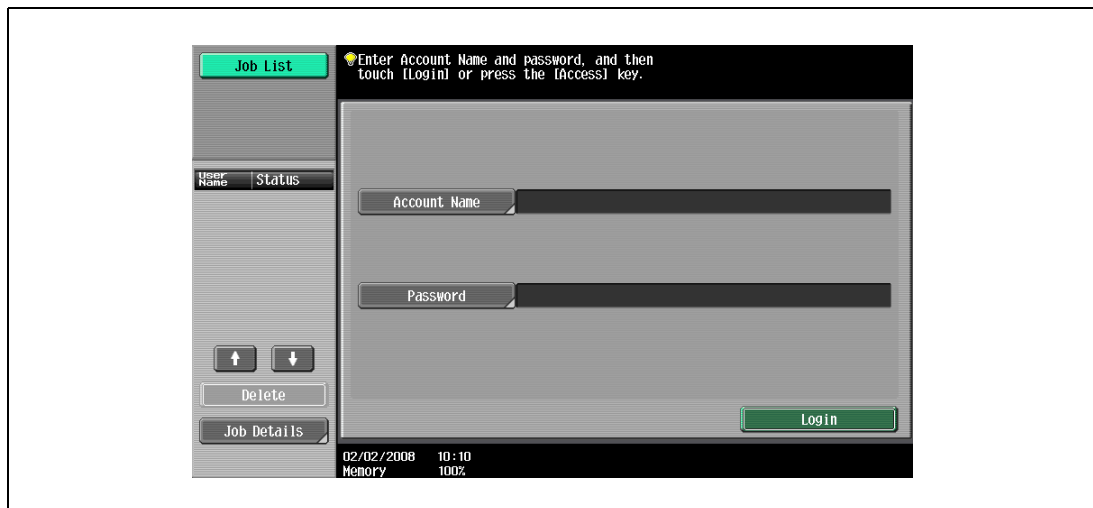 Job List
Enter Account Name and password, and then
touch [Login] or press the [Access] key.
User Name Status
Account Name
Password
Delete
Job Details
Login
02/02/2008 10:10
Memory 100%